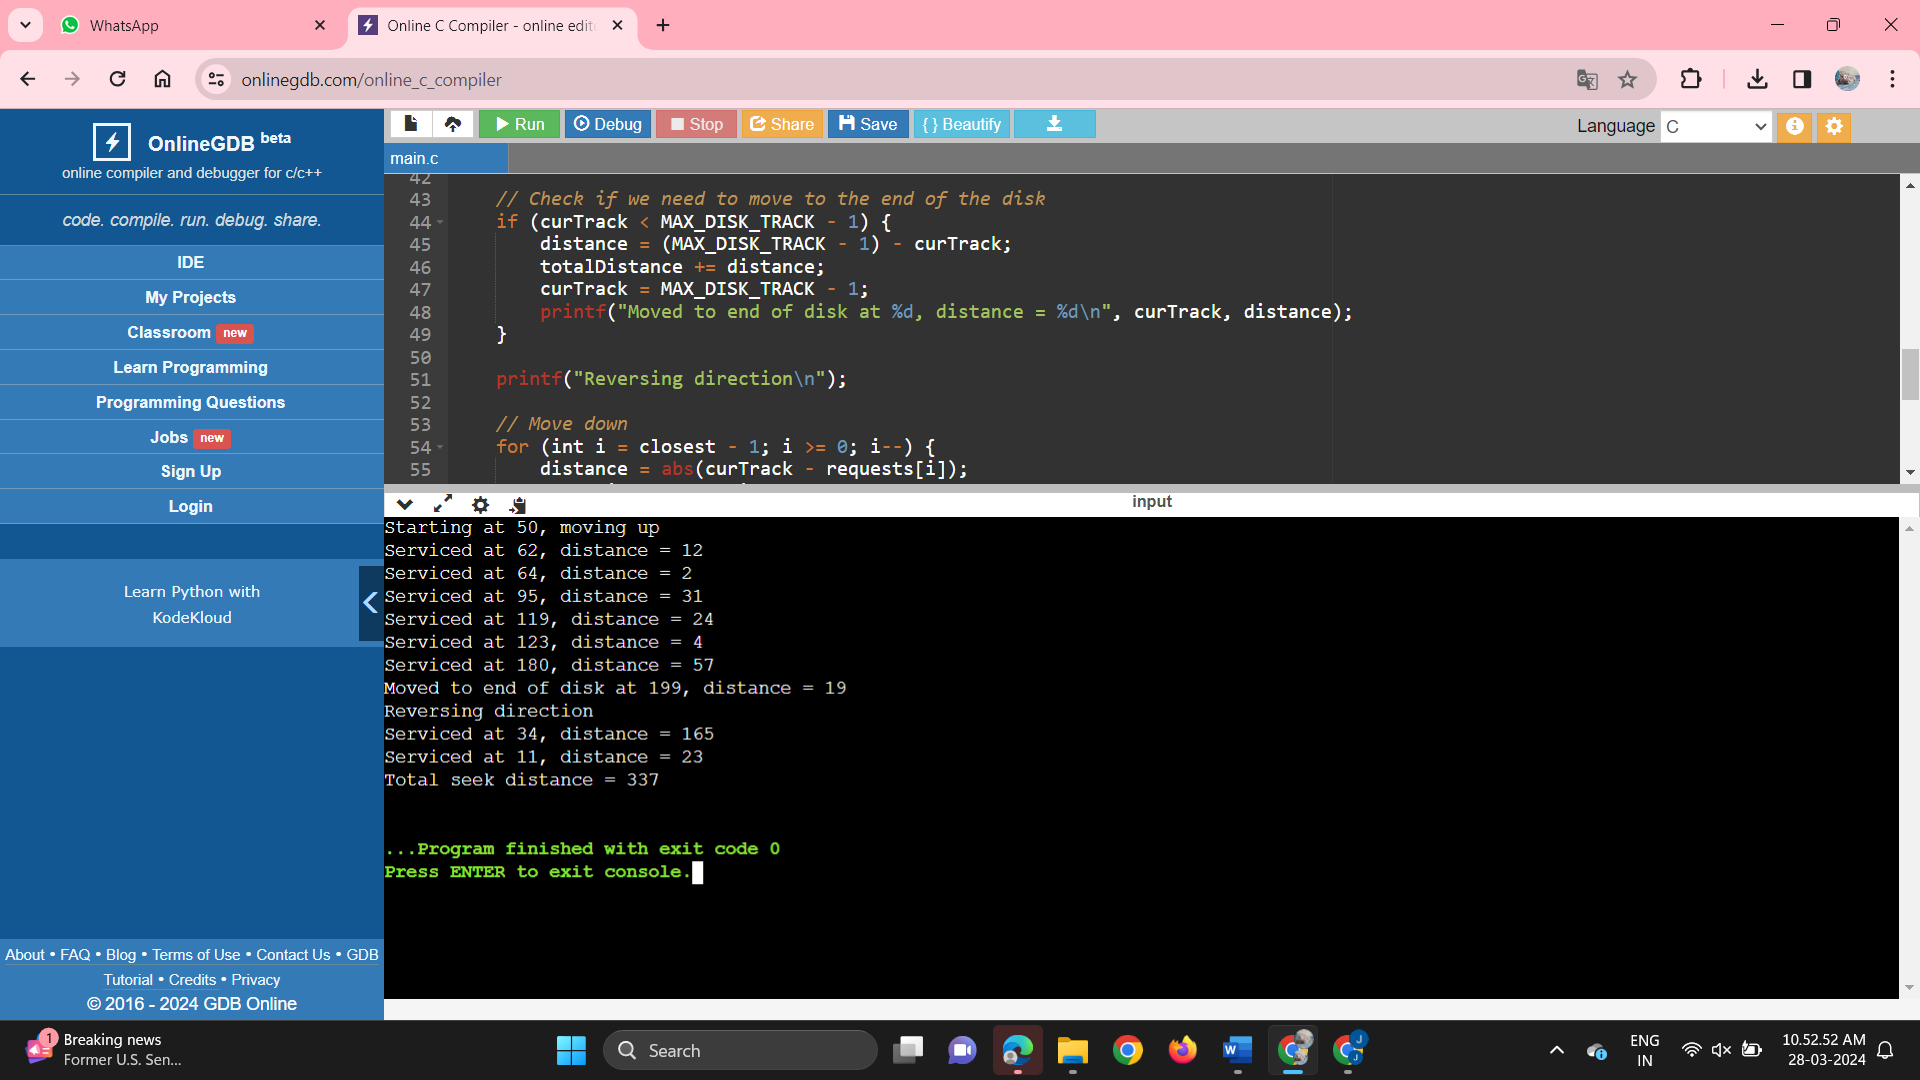 WhatsApp
Online C Compiler - online edit
onlinegdb.com/online_c_compiler
OnlineGDB beta
online compiler and debugger for c/c++
code. compile. run. debug. share.
IDE
My Projects
Classroom new
Learn Programming
Programming Questions
Jobs new
Sign Up
Login
Learn Python with
KodeKloud
About • FAQ • Blog • Terms of Use • Contact Us • GDB
Tutorial • Credits • Privacy
© 2016 - 2024 GDB Online
Run Debug Stop Share Save { } Beautify
Language C
main.c
42
43 // Check if we need to move to the end of the disk
44 if (curTrack < MAX_DISK_TRACK - 1) {
45 distance = (MAX_DISK_TRACK - 1) - curTrack;
46 totalDistance += distance;
47 curTrack = MAX_DISK_TRACK - 1;
48 printf("Moved to end of disk at %d, distance = %d\n", curTrack, distance);
49 }
50
51 printf("Reversing direction\n");
52
53 // Move down
54 for (int i = closest - 1; i >= 0; i--) {
55 distance = abs(curTrack - requests[i]);
input
Starting at 50, moving up
Serviced at 62, distance = 12
Serviced at 64, distance = 2
Serviced at 95, distance = 31
Serviced at 119, distance = 24
Serviced at 123, distance = 4
Serviced at 180, distance = 57
Moved to end of disk at 199, distance = 19
Reversing direction
Serviced at 34, distance = 165
Serviced at 11, distance = 23
Total seek distance = 337
...Program finished with exit code 0
Press ENTER to exit console.
1
Breaking news
Former U.S. Sen...
Search
W
J
J
ENG
IN
10.52.52 AM
28-03-2024